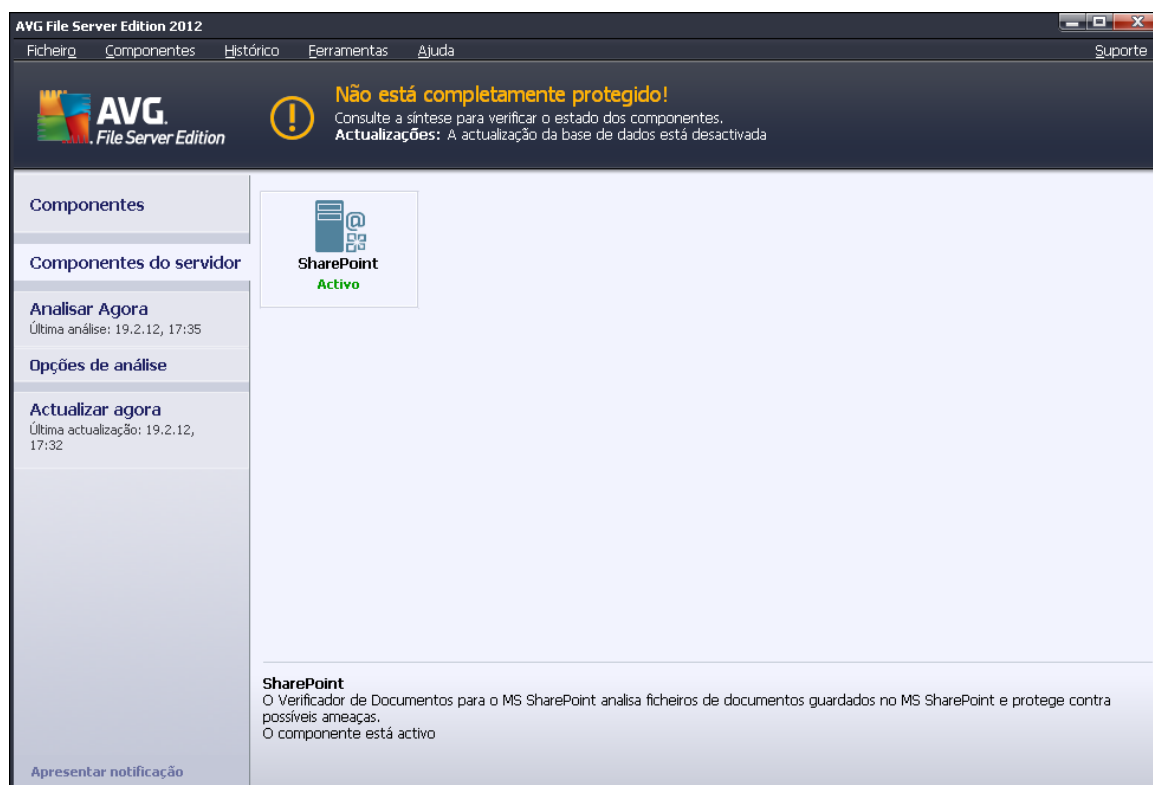 AVG File Server Edition 2012
Ficheiro Componentes Histórico Ferramentas Ajuda Suporte
Não está completamente protegido!
Consulte a síntese para verificar o estado dos componentes.
Actualizações: A actualização da base de dados está desactivada
AVG.
File Server Edition
Componentes
Componentes do servidor
Analisar Agora
Última análise: 19.2.12, 17:35
Opções de análise
Actualizar agora
Última actualização: 19.2.12,
17:32
Apresentar notificação
SharePoint
Activo
SharePoint
O Verificador de Documentos para o MS SharePoint analisa ficheiros de documentos guardados no MS SharePoint e protege contra
possíveis ameaças.
O componente está activo